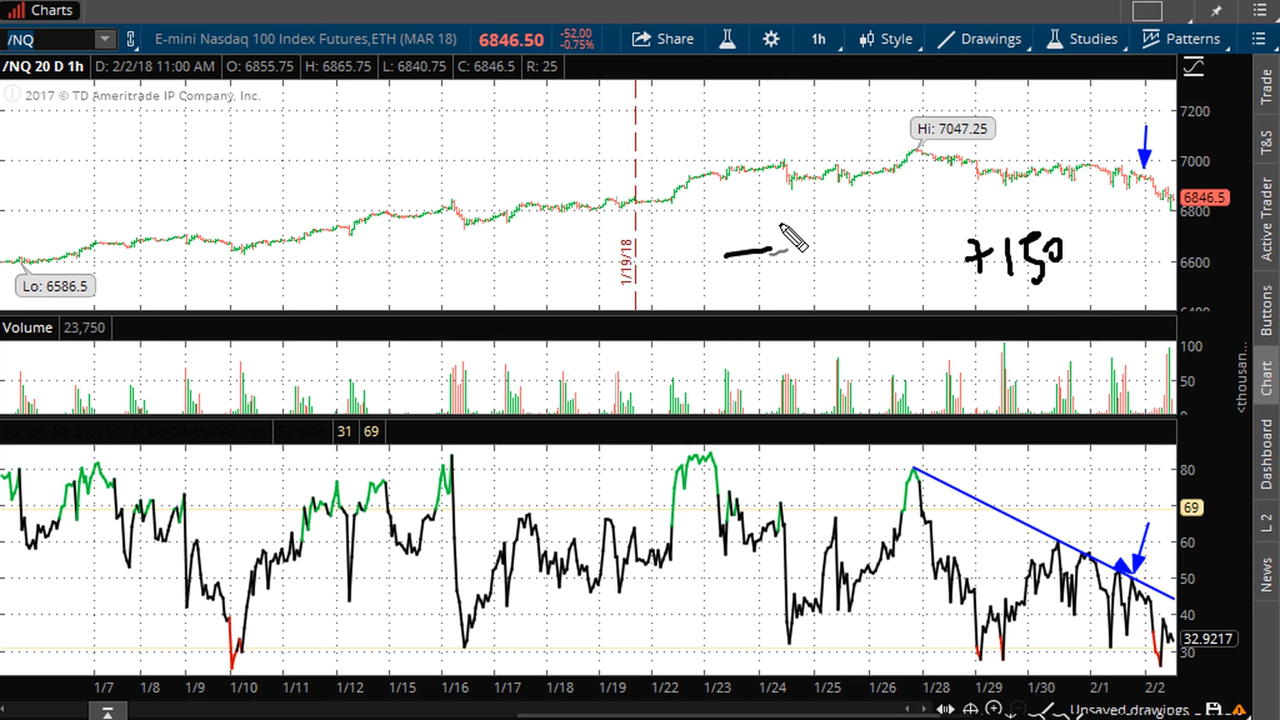 Charts
/NQ
E-mini Nasdaq 100 Index Futures,ETH (MAR 18)
6846.50
-52.00
-0.75%
Share
1h
Style
Drawings
Studies
Patterns
/NQ 20 D 1h
D: 2/2/18 11:00 AM
O: 6855.75
H: 6865.75
L: 6840.75
C: 6846.5
R: 25
2017 © TD Ameritrade IP Company, Inc.
Hi: 7047.25
Lo: 6586.5
1/19/18
+150
7200
7000
6846.5
6800
6600
6400
Volume
23,750
100
50
<thousan...
31
69
80
69
60
50
40
32.9217
30
1/7 1/8 1/9 1/10 1/11 1/12 1/15 1/16 1/17 1/18 1/19 1/22 1/23 1/24 1/25 1/26 1/28 1/29 1/30 2/1 2/2
Unsaved drawings
Trade
T&S
Active Trader
Buttons
Chart
Dashboard
L 2
News